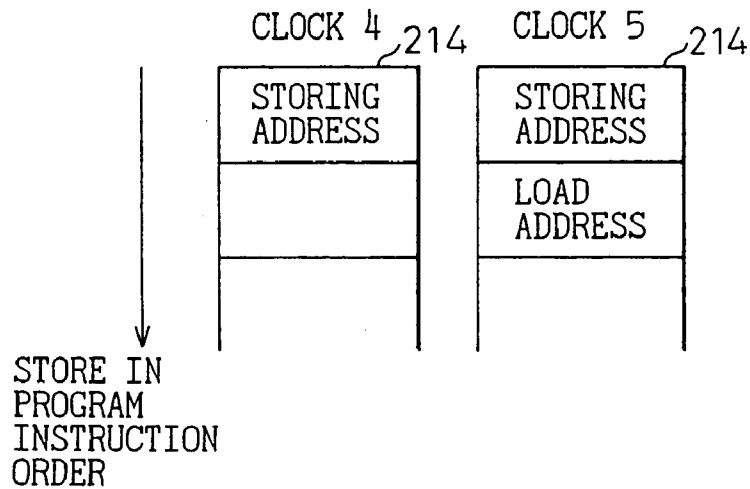 CLOCK 4
214
CLOCK 5
214
STORING
ADDRESS
STORING
ADDRESS
LOAD
ADDRESS
STORE IN
PROGRAM
INSTRUCTION
ORDER